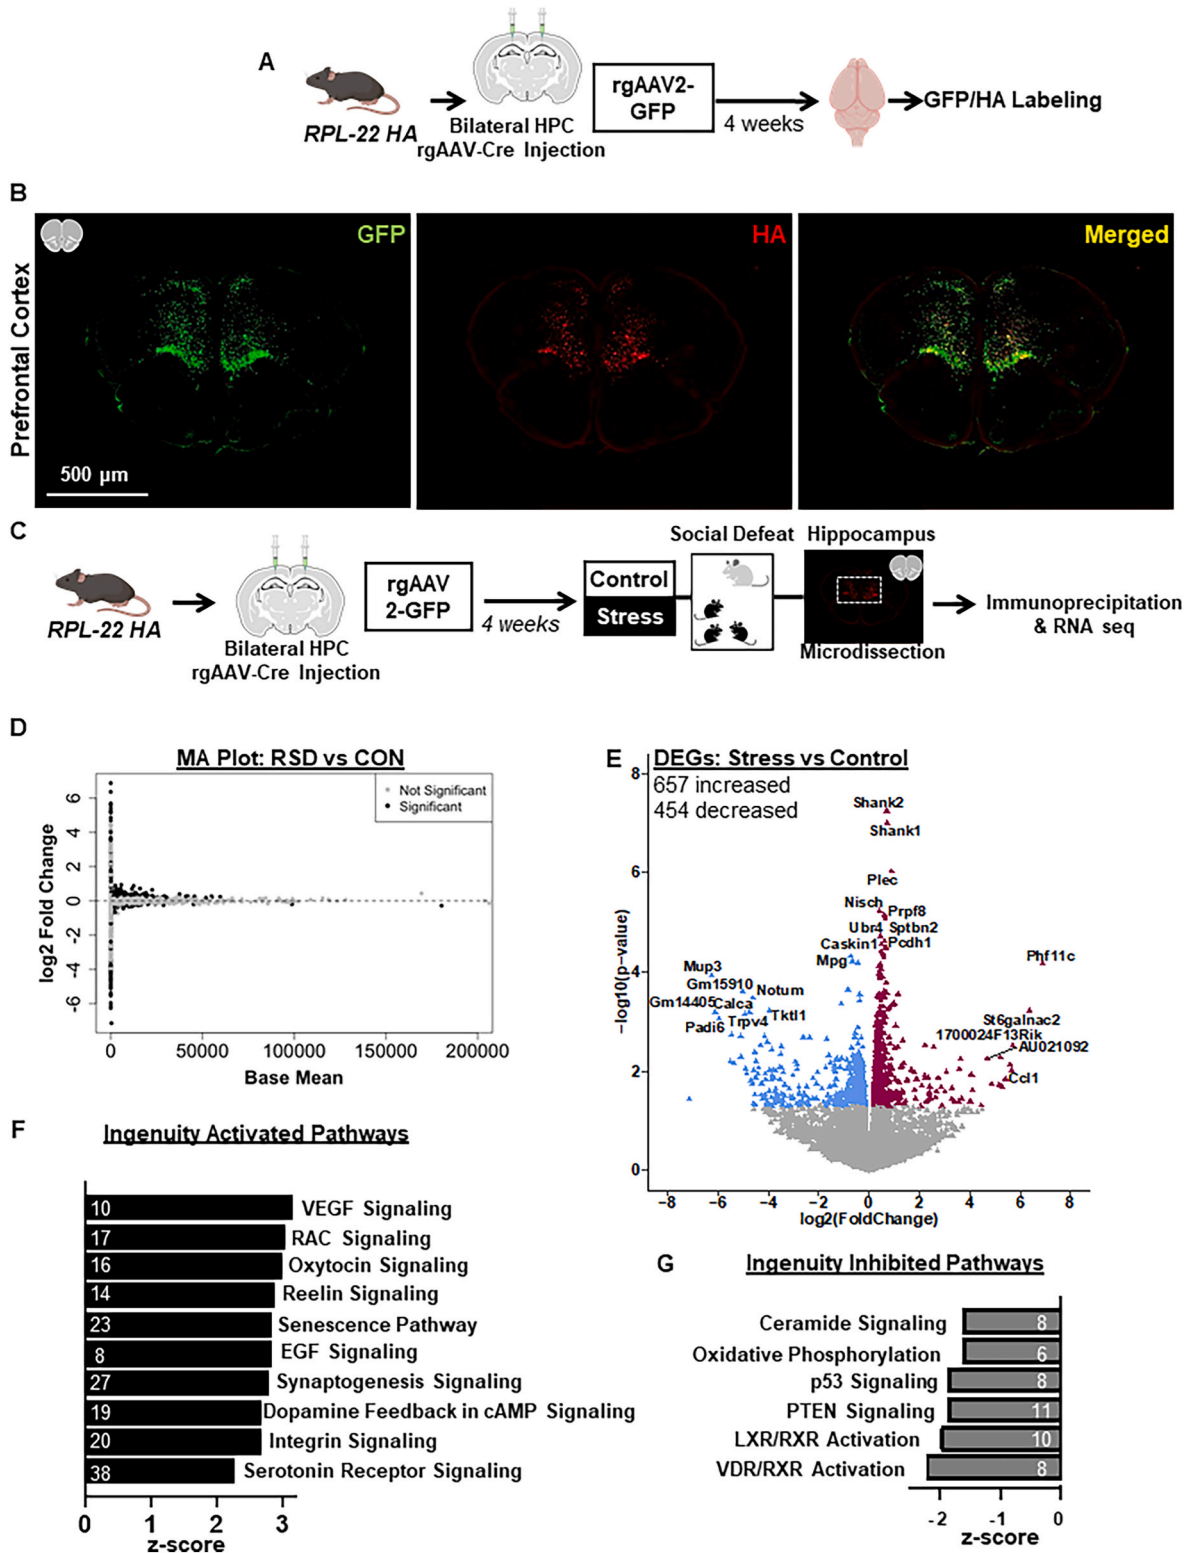 A
RPL-22 HA
Bilateral HPC
rgAAV-Cre Injection
rgAAV2-
GFP
4 weeks
GFP/HA Labeling
B
Prefrontal Cortex
GFP
HA
Merged
500 µm
C
RPL-22 HA
Bilateral HPC
rgAAV-Cre Injection
rgAAV
2-GFP
4 weeks
Control
Stress
Social Defeat
Hippocampus
Microdissection
Immunoprecipitation
& RNA seq
D
MA Plot: RSD vs CON
Not Significant
Significant
log2 Fold Change
6
4
2
0
-2
-4
-6
0
50000
100000
150000
200000
Base Mean
E
DEGs: Stress vs Control
657 increased
454 decreased
Shank2
Shank1
Plec
Nisch
Prpf8
Ubr4
Sptbn2
Caskin1
Pcdh1
Mpg
Phf11c
Mup3
Gm15910
Notum
Gm14405
Calca
Tktl1
Trpv4
Padi6
St6galnac2
1700024F13Rik
AU021092
Ccl1
−log10(p−value)
8
6
4
2
0
−8
−6
−4
−2
0
2
4
6
8
log2(FoldChange)
F
Ingenuity Activated Pathways
10 VEGF Signaling
17 RAC Signaling
16 Oxytocin Signaling
14 Reelin Signaling
23 Senescence Pathway
8 EGF Signaling
27 Synaptogenesis Signaling
19 Dopamine Feedback in cAMP Signaling
20 Integrin Signaling
38 Serotonin Receptor Signaling
0
1
2
3
z-score
G
Ingenuity Inhibited Pathways
Ceramide Signaling 8
Oxidative Phosphorylation 6
p53 Signaling 8
PTEN Signaling 11
LXR/RXR Activation 10
VDR/RXR Activation 8
-2
-1
0
z-score